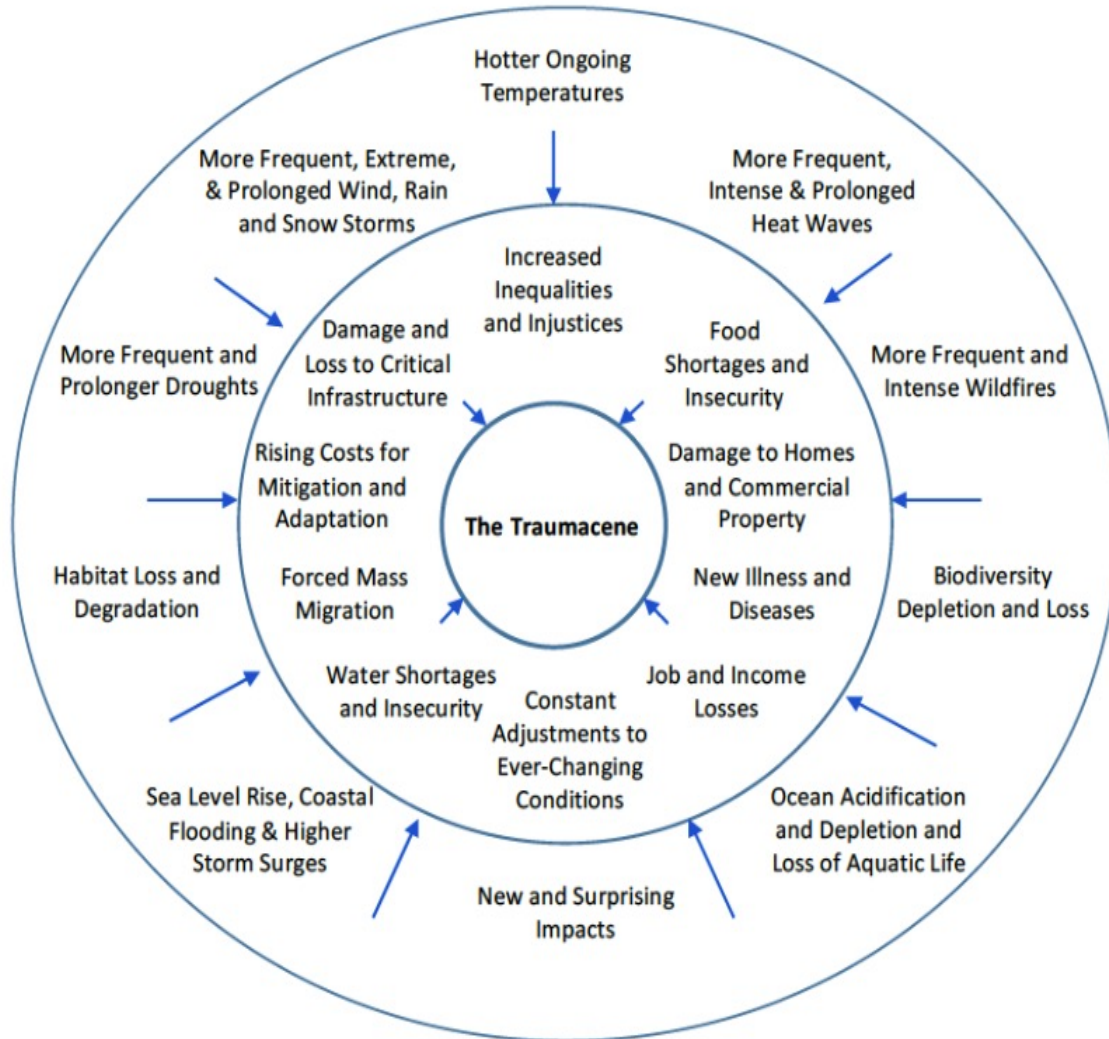 Hotter Ongoing
Temperatures
More Frequent, Extreme,
& Prolonged Wind, Rain
and Snow Storms
More Frequent,
Intense & Prolonged
Heat Waves
Increased
Inequalities
and Injustices
Damage and
Loss to Critical
Infrastructure
Food
Shortages and
Insecurity
More Frequent and
Prolonger Droughts
More Frequent and
Intense Wildfires
Rising Costs for
Mitigation and
Adaptation
Damage to Homes
and Commercial
Property
The Traumacene
Habitat Loss and
Degradation
Forced Mass
Migration
New Illness and
Diseases
Biodiversity
Depletion and Loss
Water Shortages
and Insecurity
Constant
Adjustments to
Ever-Changing
Conditions
Job and Income
Losses
Sea Level Rise, Coastal
Flooding & Higher
Storm Surges
New and Surprising
Impacts
Ocean Acidification
and Depletion and
Loss of Aquatic Life